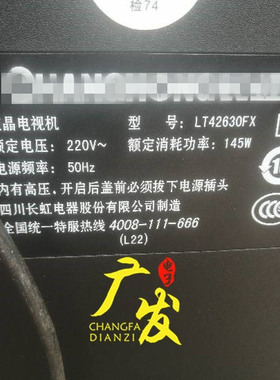 检74
晶电视机 型 号: LT42630FX
额定电压: 220V~ 额定消耗功率: 145W
电源频率: 50Hz
内有高压.开启后盖前必须拔下电源插头
四川长虹电器股份有限公司制造
全国统一特服热线 4008-111-666
(L22)
广发
电子
CHANGFA
DIANZI